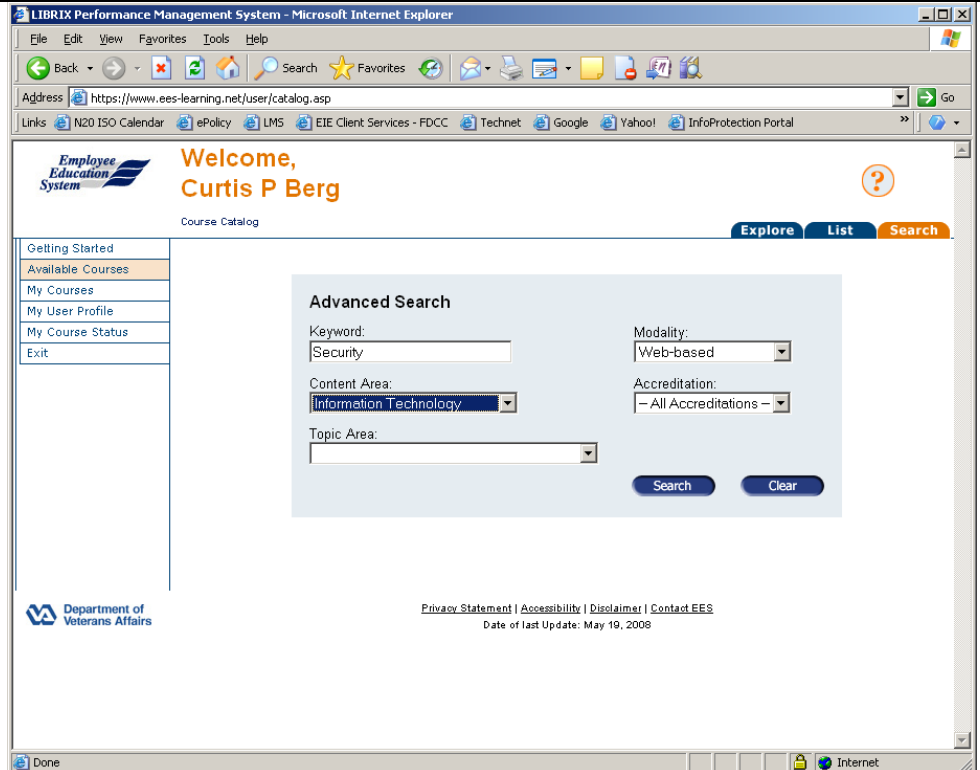 LIBRIX Performance Management System - Microsoft Internet Explorer
File Edit View Favorites Tools Help
Back Search Favorites
Address https://www.ees-learning.net/user/catalog.asp Go
Links N20 ISO Calendar ePolicy LMS EIE Client Services - FDCC Technet Google Yahoo! InfoProtection Portal »
Employee
Education
System
Welcome,
Curtis P Berg
?
Course Catalog
Explore List Search
Getting Started
Available Courses
My Courses
My User Profile
My Course Status
Exit
Advanced Search
Keyword: Modality:
Security Web-based
Content Area: Accreditation:
Information Technology – All Accreditations –
Topic Area:
Search Clear
VA Department of
Veterans Affairs
Privacy Statement | Accessibility | Disclaimer | Contact EES
Date of last Update: May 19, 2008
Done Internet